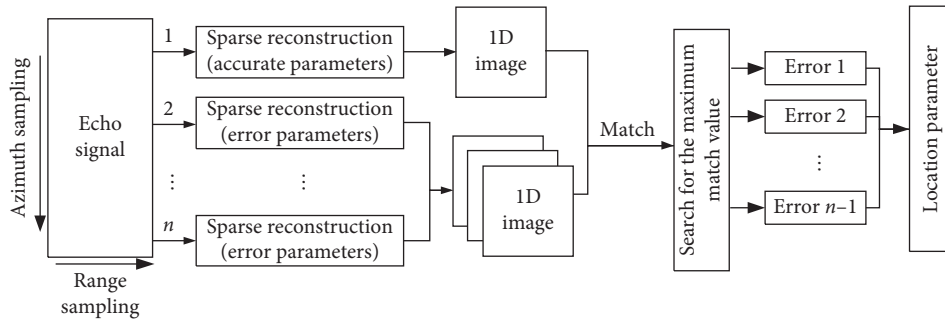 Azimuth sampling
Echo
signal
Range
sampling
1
2
⋮
n
Sparse reconstruction
(accurate parameters)
Sparse reconstruction
(error parameters)
⋮
Sparse reconstruction
(error parameters)
1D
image
1D
image
Match
Search for the maximum
match value
Error 1
Error 2
⋮
Error n–1
Location parameter